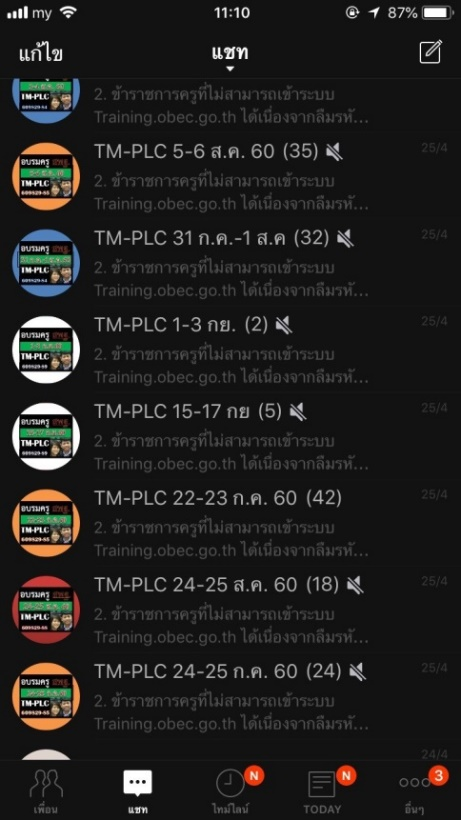 my 11:10 87%
แก้ไข แชท
2. ข้าราชการครูที่ไม่สามารถเข้าระบบ
Training.obec.go.th ได้เนื่องจากลืมรหั...
TM-PLC 5-6 ส.ค. 60 (35) 25/4
2. ข้าราชการครูที่ไม่สามารถเข้าระบบ
Training.obec.go.th ได้เนื่องจากลืมรหั...
TM-PLC 31 ก.ค.-1 ส.ค (32) 25/4
2. ข้าราชการครูที่ไม่สามารถเข้าระบบ
Training.obec.go.th ได้เนื่องจากลืมรหั...
TM-PLC 1-3 กย. (2) 25/4
2. ข้าราชการครูที่ไม่สามารถเข้าระบบ
Training.obec.go.th ได้เนื่องจากลืมรหั...
TM-PLC 15-17 กย (5) 25/4
2. ข้าราชการครูที่ไม่สามารถเข้าระบบ
Training.obec.go.th ได้เนื่องจากลืมรหั...
TM-PLC 22-23 ก.ค. 60 (42) 25/4
2. ข้าราชการครูที่ไม่สามารถเข้าระบบ
Training.obec.go.th ได้เนื่องจากลืมรหั...
TM-PLC 24-25 ส.ค. 60 (18) 25/4
2. ข้าราชการครูที่ไม่สามารถเข้าระบบ
Training.obec.go.th ได้เนื่องจากลืมรหั...
TM-PLC 24-25 ก.ค. 60 (24) 25/4
2. ข้าราชการครูที่ไม่สามารถเข้าระบบ
Training.obec.go.th ได้เนื่องจากลืมรหั...
24/4
N N 3
เพื่อน แชท ไทม์ไลน์ TODAY อื่นๆ